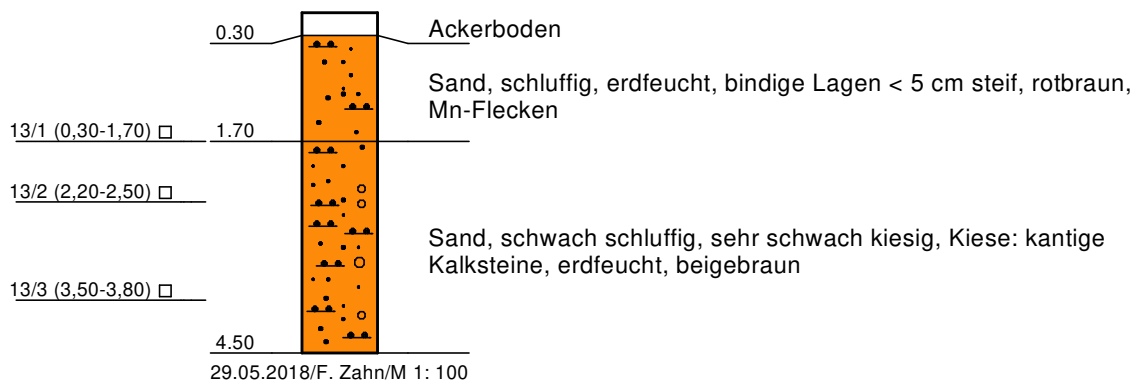 0.30
Ackerboden
Sand, schluffig, erdfeucht, bindige Lagen < 5 cm steif, rotbraun,
Mn-Flecken
13/1 (0,30-1,70)
1.70
13/2 (2,20-2,50)
Sand, schwach schluffig, sehr schwach kiesig, Kiese: kantige
Kalksteine, erdfeucht, beigebraun
13/3 (3,50-3,80)
4.50
29.05.2018/F. Zahn/M 1: 100